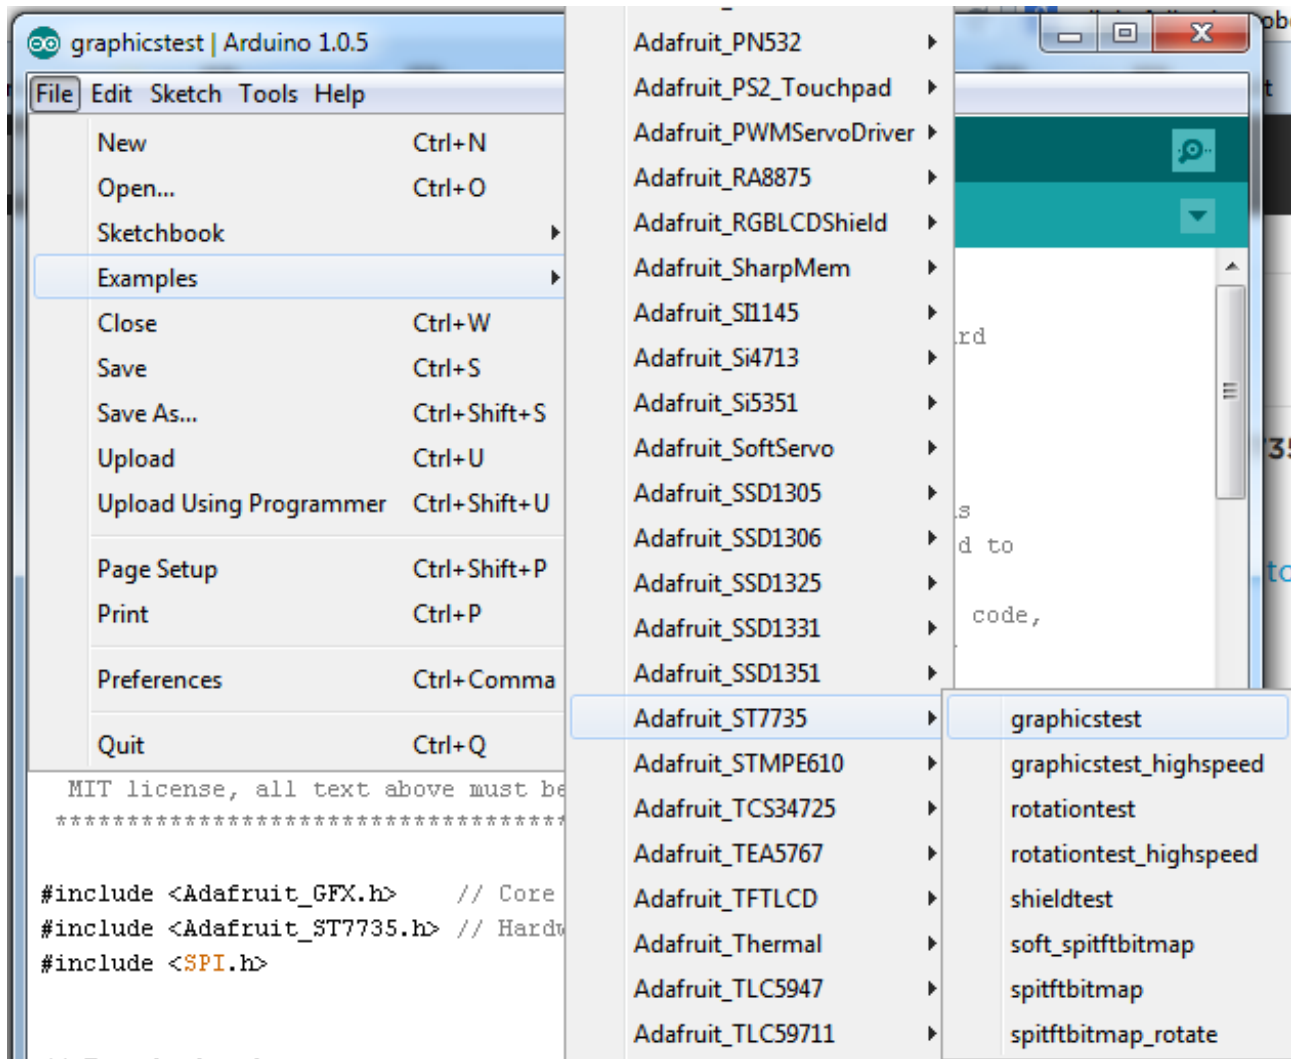 graphicstest | Arduino 1.0.5
File Edit Sketch Tools Help
New Ctrl+N
Open... Ctrl+O
Sketchbook
Examples
Close Ctrl+W
Save Ctrl+S
Save As... Ctrl+Shift+S
Upload Ctrl+U
Upload Using Programmer Ctrl+Shift+U
Page Setup Ctrl+Shift+P
Print Ctrl+P
Preferences Ctrl+Comma
Quit Ctrl+Q
Adafruit_PN532
Adafruit_PS2_Touchpad
Adafruit_PWMServoDriver
Adafruit_RA8875
Adafruit_RGBLCDShield
Adafruit_SharpMem
Adafruit_SI1145
Adafruit_Si4713
Adafruit_Si5351
Adafruit_SoftServo
Adafruit_SSD1305
Adafruit_SSD1306
Adafruit_SSD1325
Adafruit_SSD1331
Adafruit_SSD1351
Adafruit_ST7735
Adafruit_STMPE610
Adafruit_TCS34725
Adafruit_TEA5767
Adafruit_TFTLCD
Adafruit_Thermal
Adafruit_TLC5947
Adafruit_TLC59711
graphicstest
graphicstest_highspeed
rotationtest
rotationtest_highspeed
shieldtest
soft_spitftbitmap
spitftbitmap
spitftbitmap_rotate
rd
s
d to
code,
MIT license, all text above must be
***********************************
#include <Adafruit_GFX.h> // Core
#include <Adafruit_ST7735.h> // Hardw
#include <SPI.h>